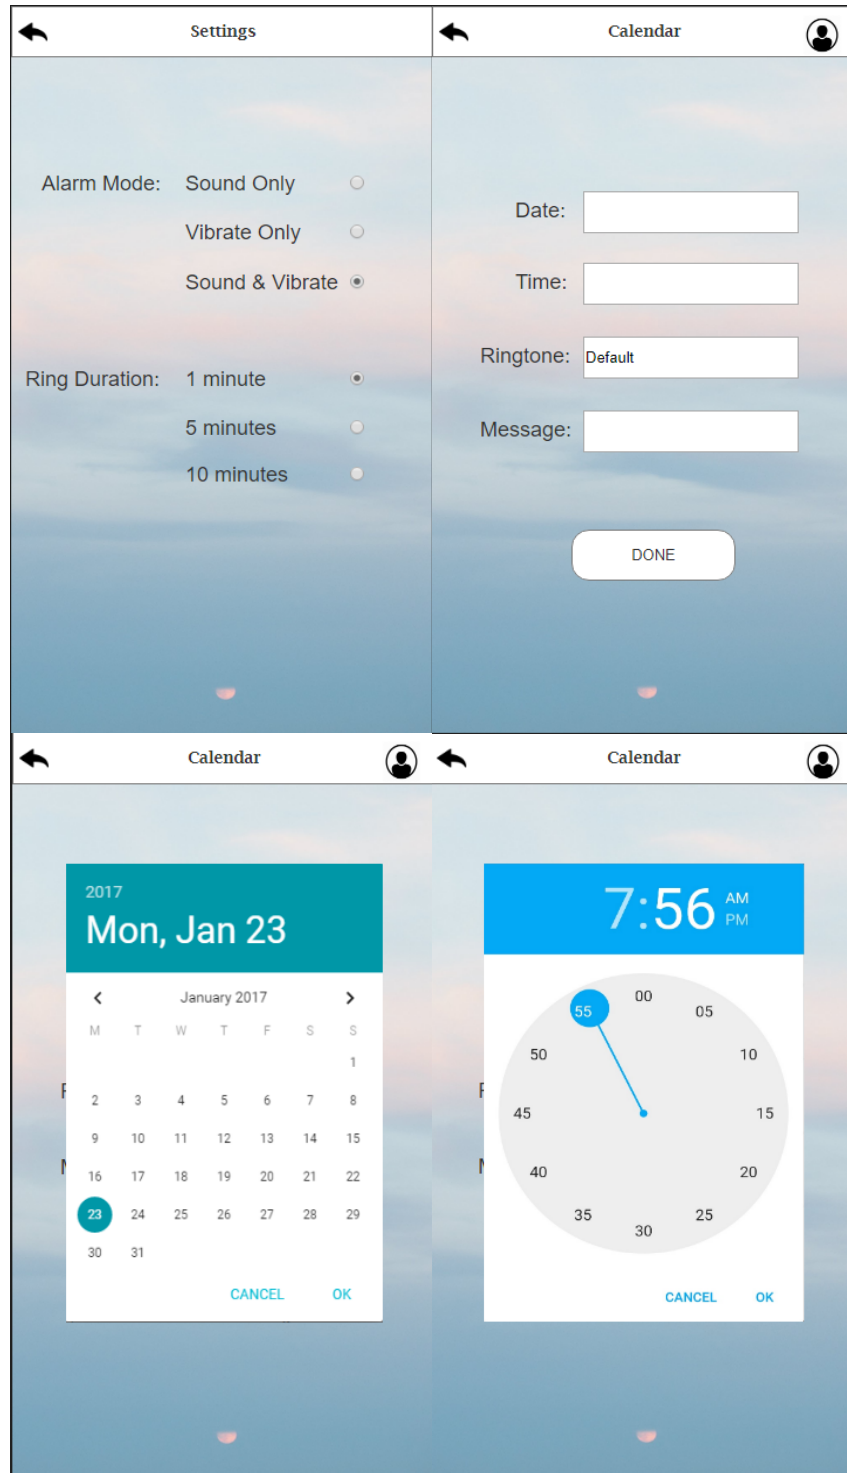 Settings
Alarm Mode: Sound Only
Vibrate Only
Sound & Vibrate
Ring Duration: 1 minute
5 minutes
10 minutes
Calendar
Date:
Time:
Ringtone: Default
Message:
DONE
Calendar
2017
Mon, Jan 23
January 2017
M T W T F S S
1
2 3 4 5 6 7 8
9 10 11 12 13 14 15
16 17 18 19 20 21 22
23 24 25 26 27 28 29
30 31
CANCEL OK
Calendar
7:56 AM
PM
00
55 05
50 10
45 15
40 20
35 25
30
CANCEL OK